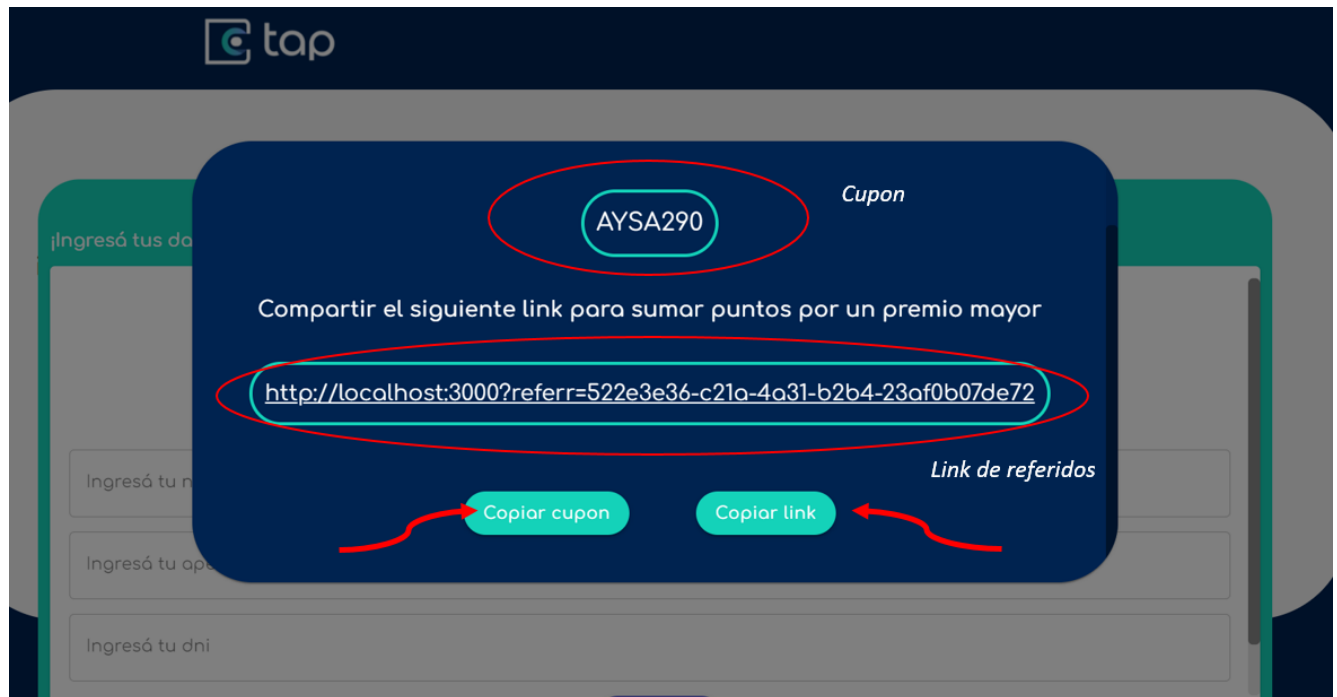 tap
Cupon
AYSA290
¡Ingresá tus da
Compartir el siguiente link para sumar puntos por un premio mayor
http://localhost:3000?referr=522e3e36-c21a-4a31-b2b4-23af0b07de72
Link de referidos
Ingresá tu n
Copiar cupon Copiar link
Ingresá tu ape
Ingresá tu dni